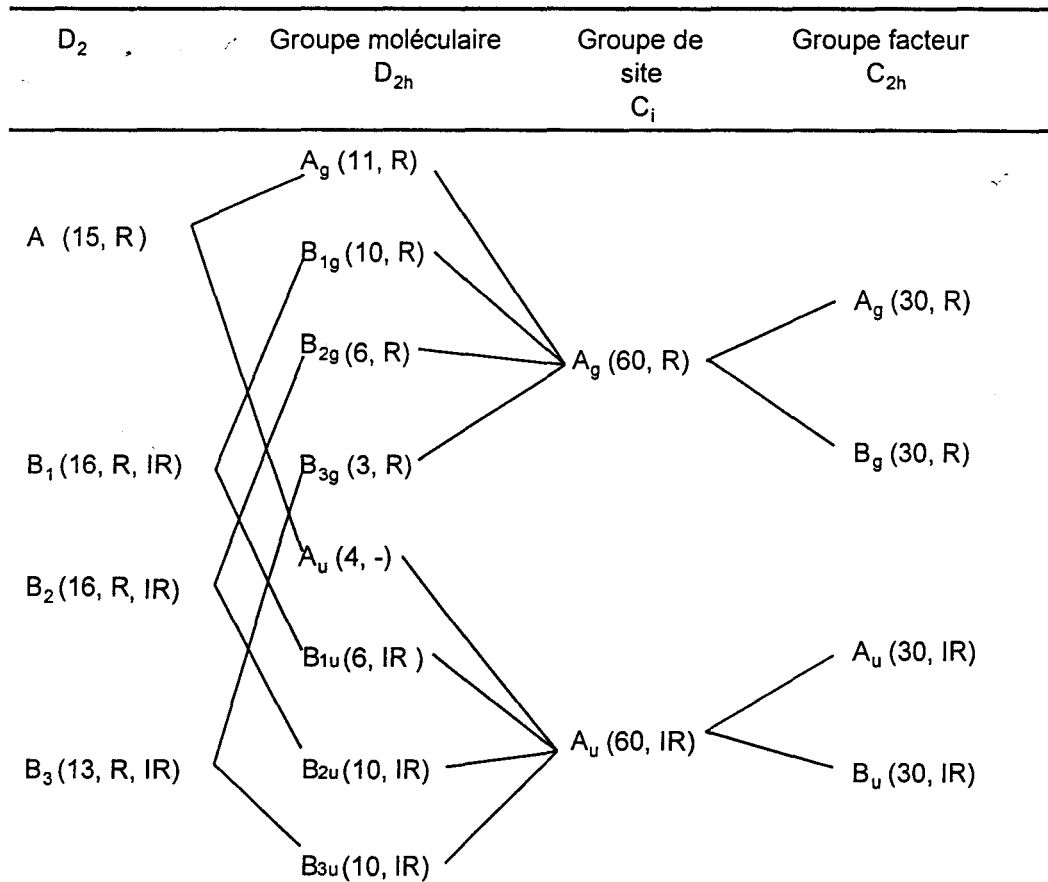 D2 Groupe moléculaire Groupe de Groupe facteur
D2h site C2h
Ci
Ag (11, R)
A (15, R)
B1g (10, R)
Ag (30, R)
B2g (6, R)
Ag (60, R)
B1 (16, R, IR) B3g (3, R) Bg (30, R)
Au (4, -)
B2 (16, R, IR)
B1u (6, IR ) Au (30, IR)
Au (60, IR)
B3 (13, R, IR) B2u (10, IR) Bu (30, IR)
B3u (10, IR)